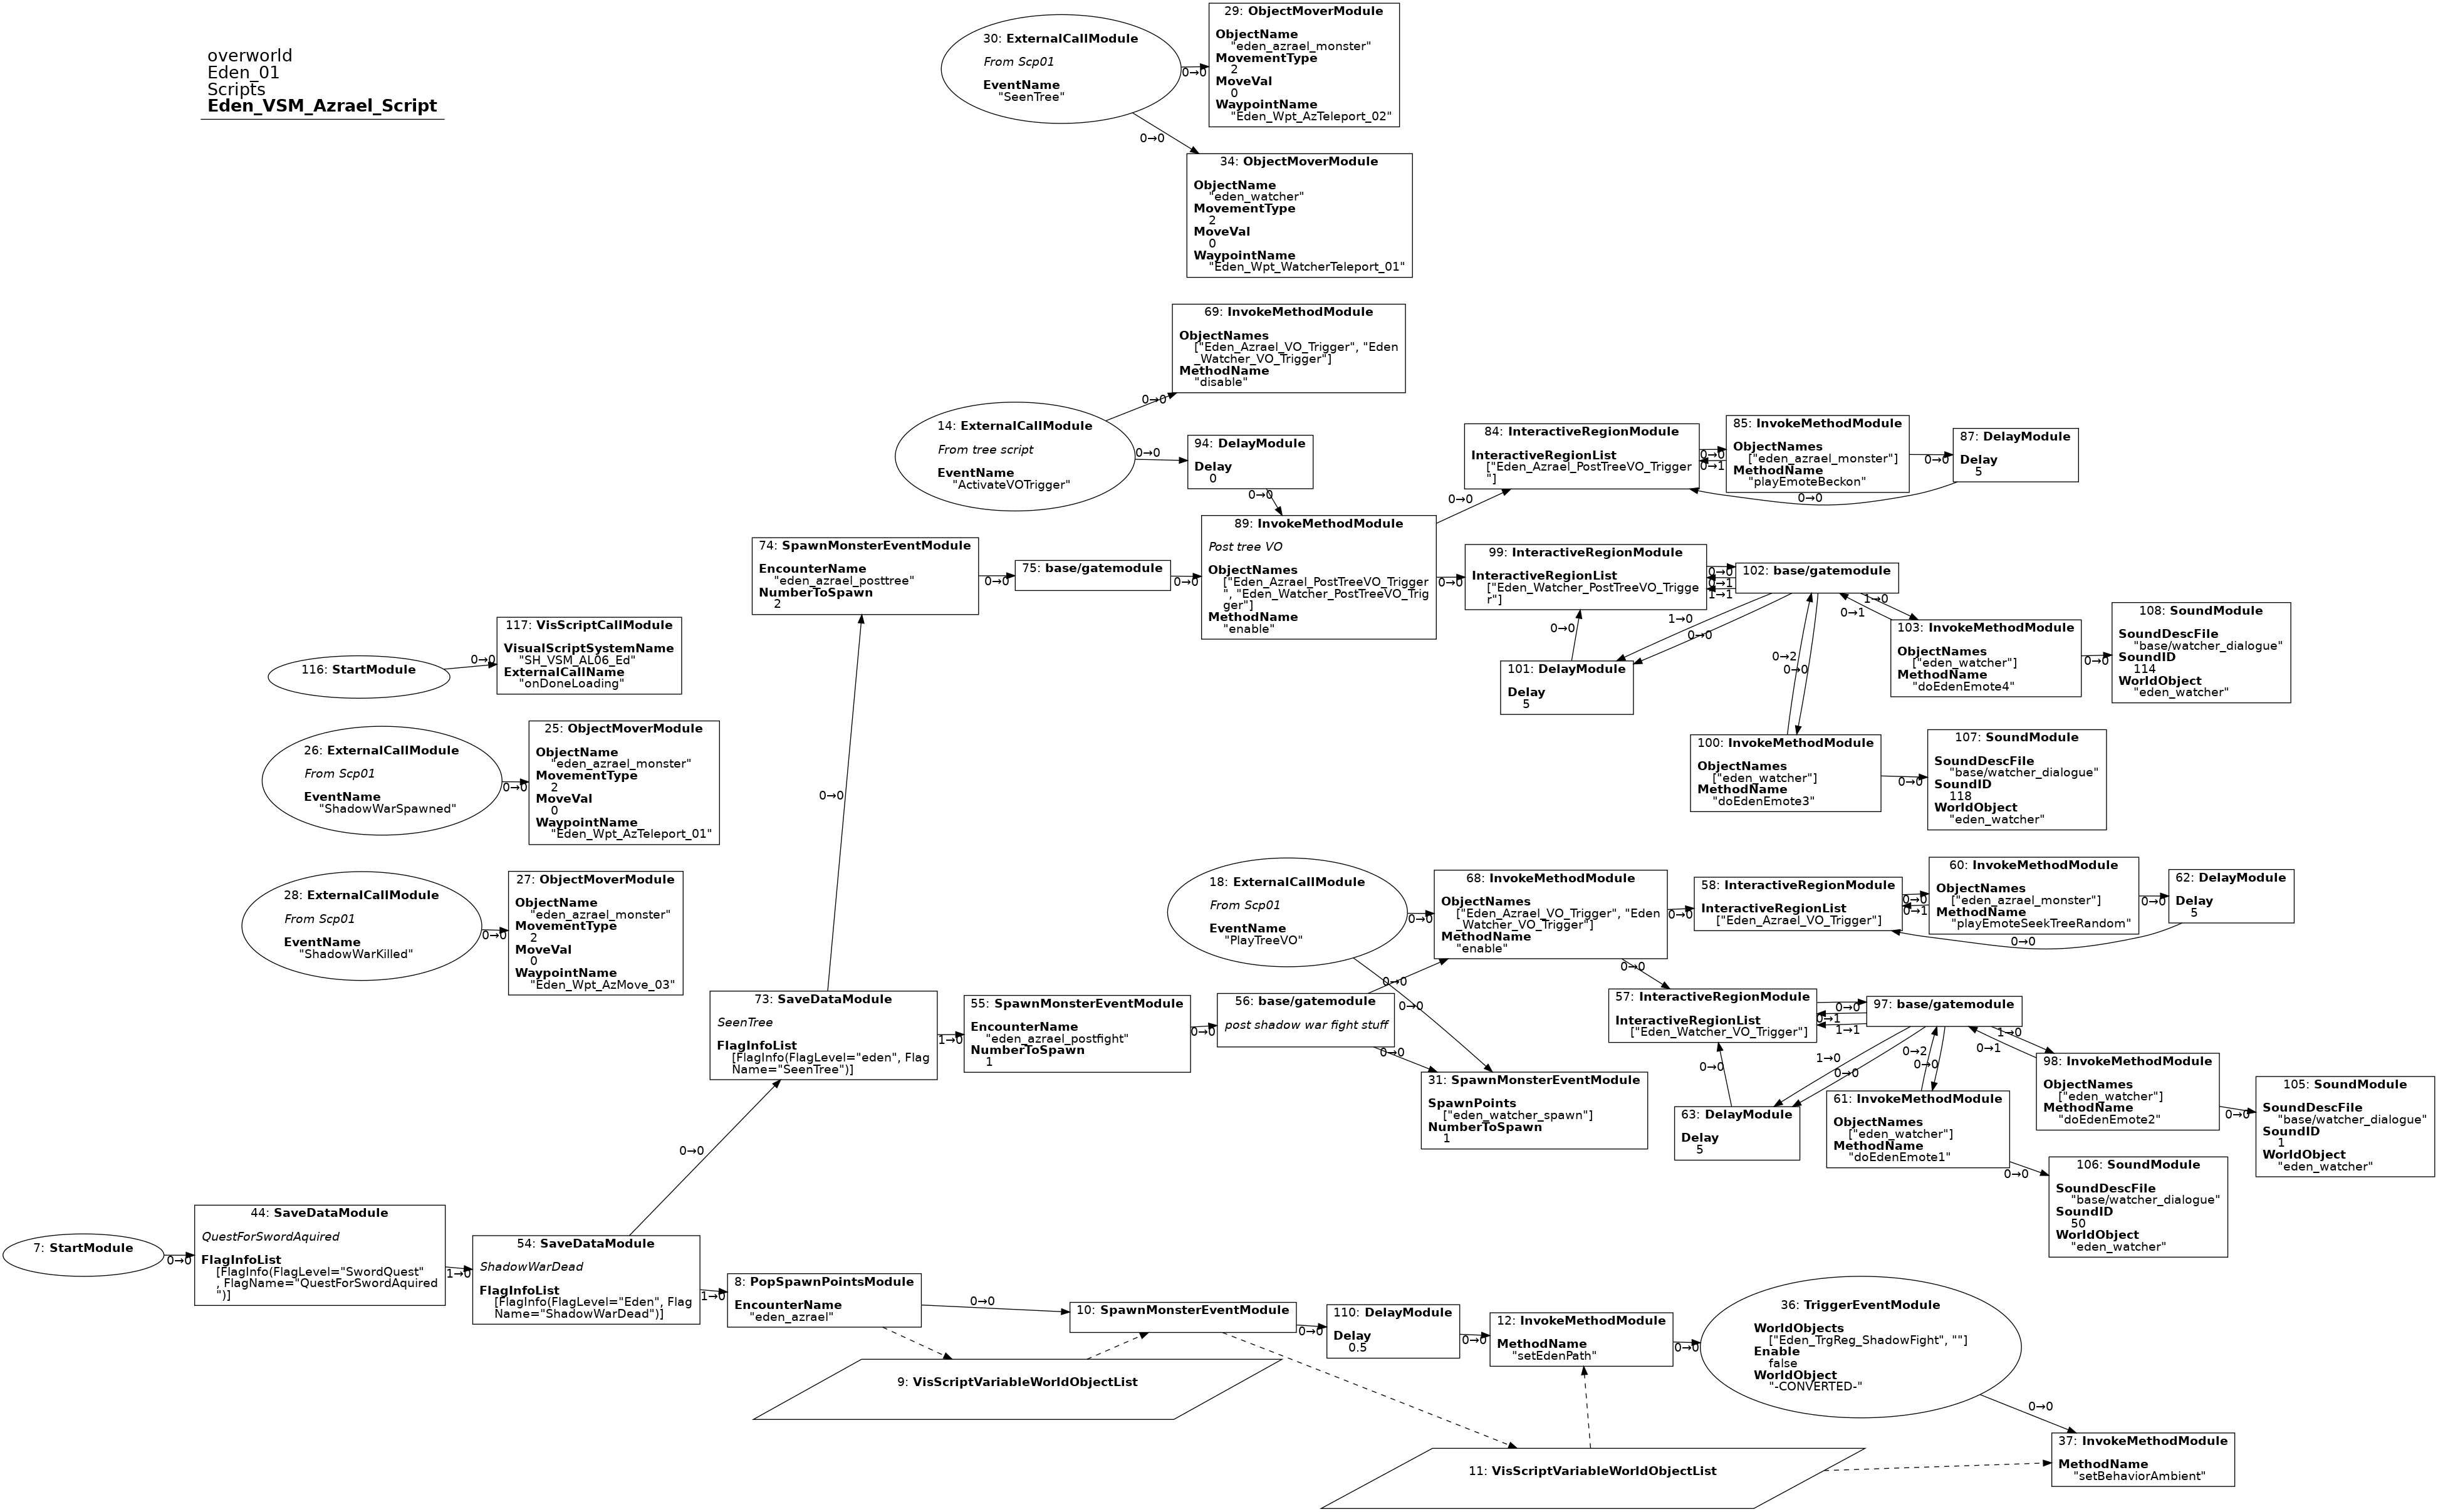 overworld
Eden_01
Scripts
Eden_VSM_Azrael_Script
30: ExternalCallModule
From Scp01
EventName
"SeenTree"
0→0
0→0
29: ObjectMoverModule
ObjectName
"eden_azrael_monster"
MovementType
2
MoveVal
0
WaypointName
"Eden_Wpt_AzTeleport_02"
34: ObjectMoverModule
ObjectName
"eden_watcher"
MovementType
2
MoveVal
0
WaypointName
"Eden_Wpt_WatcherTeleport_01"
69: InvokeMethodModule
ObjectNames
["Eden_Azrael_VO_Trigger", "Eden
_Watcher_VO_Trigger"]
MethodName
"disable"
14: ExternalCallModule
From tree script
EventName
"ActivateVOTrigger"
0→0
0→0
94: DelayModule
Delay
0
0→0
84: InteractiveRegionModule
InteractiveRegionList
["Eden_Azrael_PostTreeVO_Trigger
"]
0→0
0→1
85: InvokeMethodModule
ObjectNames
["eden_azrael_monster"]
MethodName
"playEmoteBeckon"
0→0
87: DelayModule
Delay
5
0→0
74: SpawnMonsterEventModule
EncounterName
"eden_azrael_posttree"
NumberToSpawn
2
0→0
75: base/gatemodule
0→0
89: InvokeMethodModule
Post tree VO
ObjectNames
["Eden_Azrael_PostTreeVO_Trigger
", "Eden_Watcher_PostTreeVO_Trig
ger"]
MethodName
"enable"
0→0
0→0
99: InteractiveRegionModule
InteractiveRegionList
["Eden_Watcher_PostTreeVO_Trigge
r"]
0→0
0→1
1→1
102: base/gatemodule
1→0
0→1
1→0
0→0
0→0
0→2
0→0
101: DelayModule
Delay
5
103: InvokeMethodModule
ObjectNames
["eden_watcher"]
MethodName
"doEdenEmote4"
0→0
108: SoundModule
SoundDescFile
"base/watcher_dialogue"
SoundID
114
WorldObject
"eden_watcher"
100: InvokeMethodModule
ObjectNames
["eden_watcher"]
MethodName
"doEdenEmote3"
0→0
107: SoundModule
SoundDescFile
"base/watcher_dialogue"
SoundID
118
WorldObject
"eden_watcher"
116: StartModule
0→0
117: VisScriptCallModule
VisualScriptSystemName
"SH_VSM_AL06_Ed"
ExternalCallName
"onDoneLoading"
26: ExternalCallModule
From Scp01
EventName
"ShadowWarSpawned"
0→0
25: ObjectMoverModule
ObjectName
"eden_azrael_monster"
MovementType
2
MoveVal
0
WaypointName
"Eden_Wpt_AzTeleport_01"
0→0
28: ExternalCallModule
From Scp01
EventName
"ShadowWarKilled"
0→0
27: ObjectMoverModule
ObjectName
"eden_azrael_monster"
MovementType
2
MoveVal
0
WaypointName
"Eden_Wpt_AzMove_03"
18: ExternalCallModule
From Scp01
EventName
"PlayTreeVO"
0→0
0→0
68: InvokeMethodModule
ObjectNames
["Eden_Azrael_VO_Trigger", "Eden
_Watcher_VO_Trigger"]
MethodName
"enable"
0→0
0→0
58: InteractiveRegionModule
InteractiveRegionList
["Eden_Azrael_VO_Trigger"]
0→0
0→1
60: InvokeMethodModule
ObjectNames
["eden_azrael_monster"]
MethodName
"playEmoteSeekTreeRandom"
0→0
62: DelayModule
Delay
5
0→0
73: SaveDataModule
SeenTree
FlagInfoList
[FlagInfo(FlagLevel="eden", Flag
Name="SeenTree")]
1→0
55: SpawnMonsterEventModule
EncounterName
"eden_azrael_postfight"
NumberToSpawn
1
0→0
56: base/gatemodule
post shadow war fight stuff
0→0
0→0
31: SpawnMonsterEventModule
SpawnPoints
["eden_watcher_spawn"]
NumberToSpawn
1
57: InteractiveRegionModule
InteractiveRegionList
["Eden_Watcher_VO_Trigger"]
0→0
0→1
1→1
97: base/gatemodule
1→0
0→1
1→0
0→0
0→0
0→2
0→0
63: DelayModule
Delay
5
61: InvokeMethodModule
ObjectNames
["eden_watcher"]
MethodName
"doEdenEmote1"
0→0
98: InvokeMethodModule
ObjectNames
["eden_watcher"]
MethodName
"doEdenEmote2"
0→0
105: SoundModule
SoundDescFile
"base/watcher_dialogue"
SoundID
1
WorldObject
"eden_watcher"
106: SoundModule
SoundDescFile
"base/watcher_dialogue"
SoundID
50
WorldObject
"eden_watcher"
7: StartModule
0→0
44: SaveDataModule
QuestForSwordAquired
FlagInfoList
[FlagInfo(FlagLevel="SwordQuest"
, FlagName="QuestForSwordAquired
")]
1→0
54: SaveDataModule
ShadowWarDead
FlagInfoList
[FlagInfo(FlagLevel="Eden", Flag
Name="ShadowWarDead")]
0→0
1→0
8: PopSpawnPointsModule
EncounterName
"eden_azrael"
0→0
10: SpawnMonsterEventModule
0→0
110: DelayModule
Delay
0.5
0→0
12: InvokeMethodModule
MethodName
"setEdenPath"
0→0
36: TriggerEventModule
WorldObjects
["Eden_TrgReg_ShadowFight", ""]
Enable
false
WorldObject
"-CONVERTED-"
0→0
9: VisScriptVariableWorldObjectList
11: VisScriptVariableWorldObjectList
37: InvokeMethodModule
MethodName
"setBehaviorAmbient"